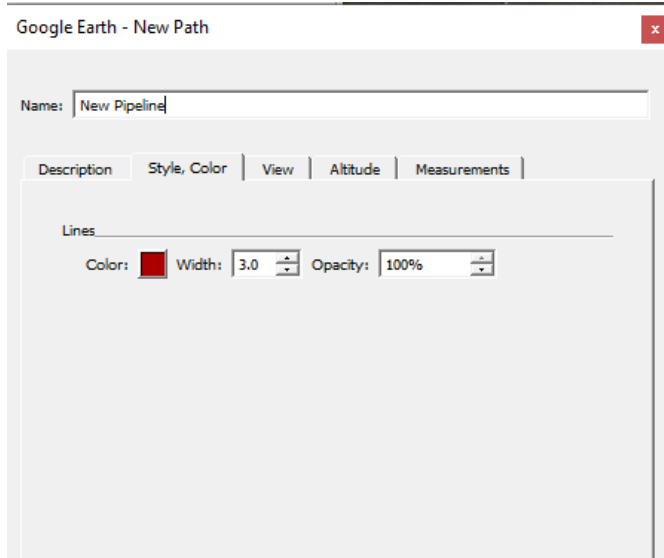 Google Earth - New Path
x
Name: New Pipeline
Description Style, Color View Altitude Measurements
Lines
Color: Width: 3.0 Opacity: 100%